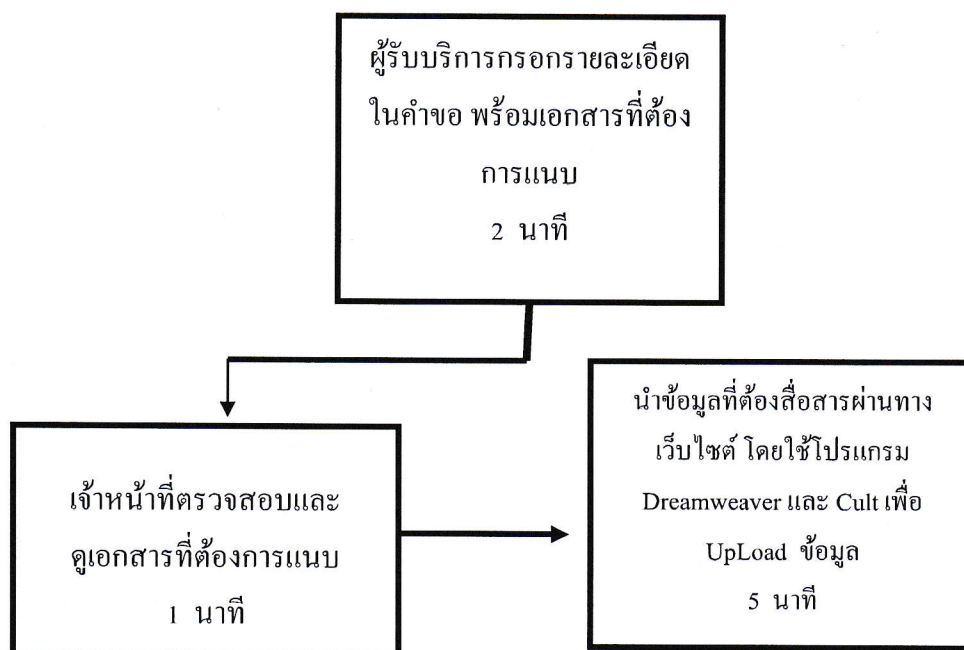 ผู้รับบริการกรอกรายละเอียด
ในคำขอ พร้อมเอกสารที่ต้อง
การแนบ
2 นาที
เจ้าหน้าที่ตรวจสอบและ
ดูเอกสารที่ต้องการแนบ
1 นาที
นำข้อมูลที่ต้องสื่อสารผ่านทาง
เว็บไซต์ โดยใช้โปรแกรม
Dreamweaver และ Cult เพื่อ
UpLoad ข้อมูล
5 นาที